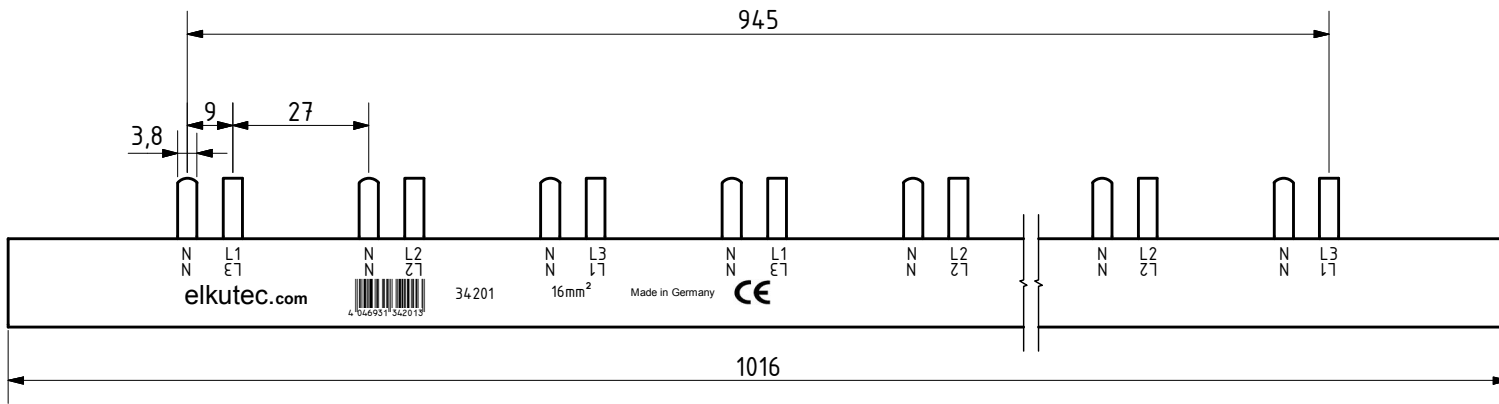 945
9 27
3,8
N L1 N L2 N L3 N L1 N L2 N L2 N L3
N L3 N L2 N L1 N L3 N L2 N L2 N L1
elkutec.com 34201 16mm² Made in Germany CE
4 046931 342013
1016